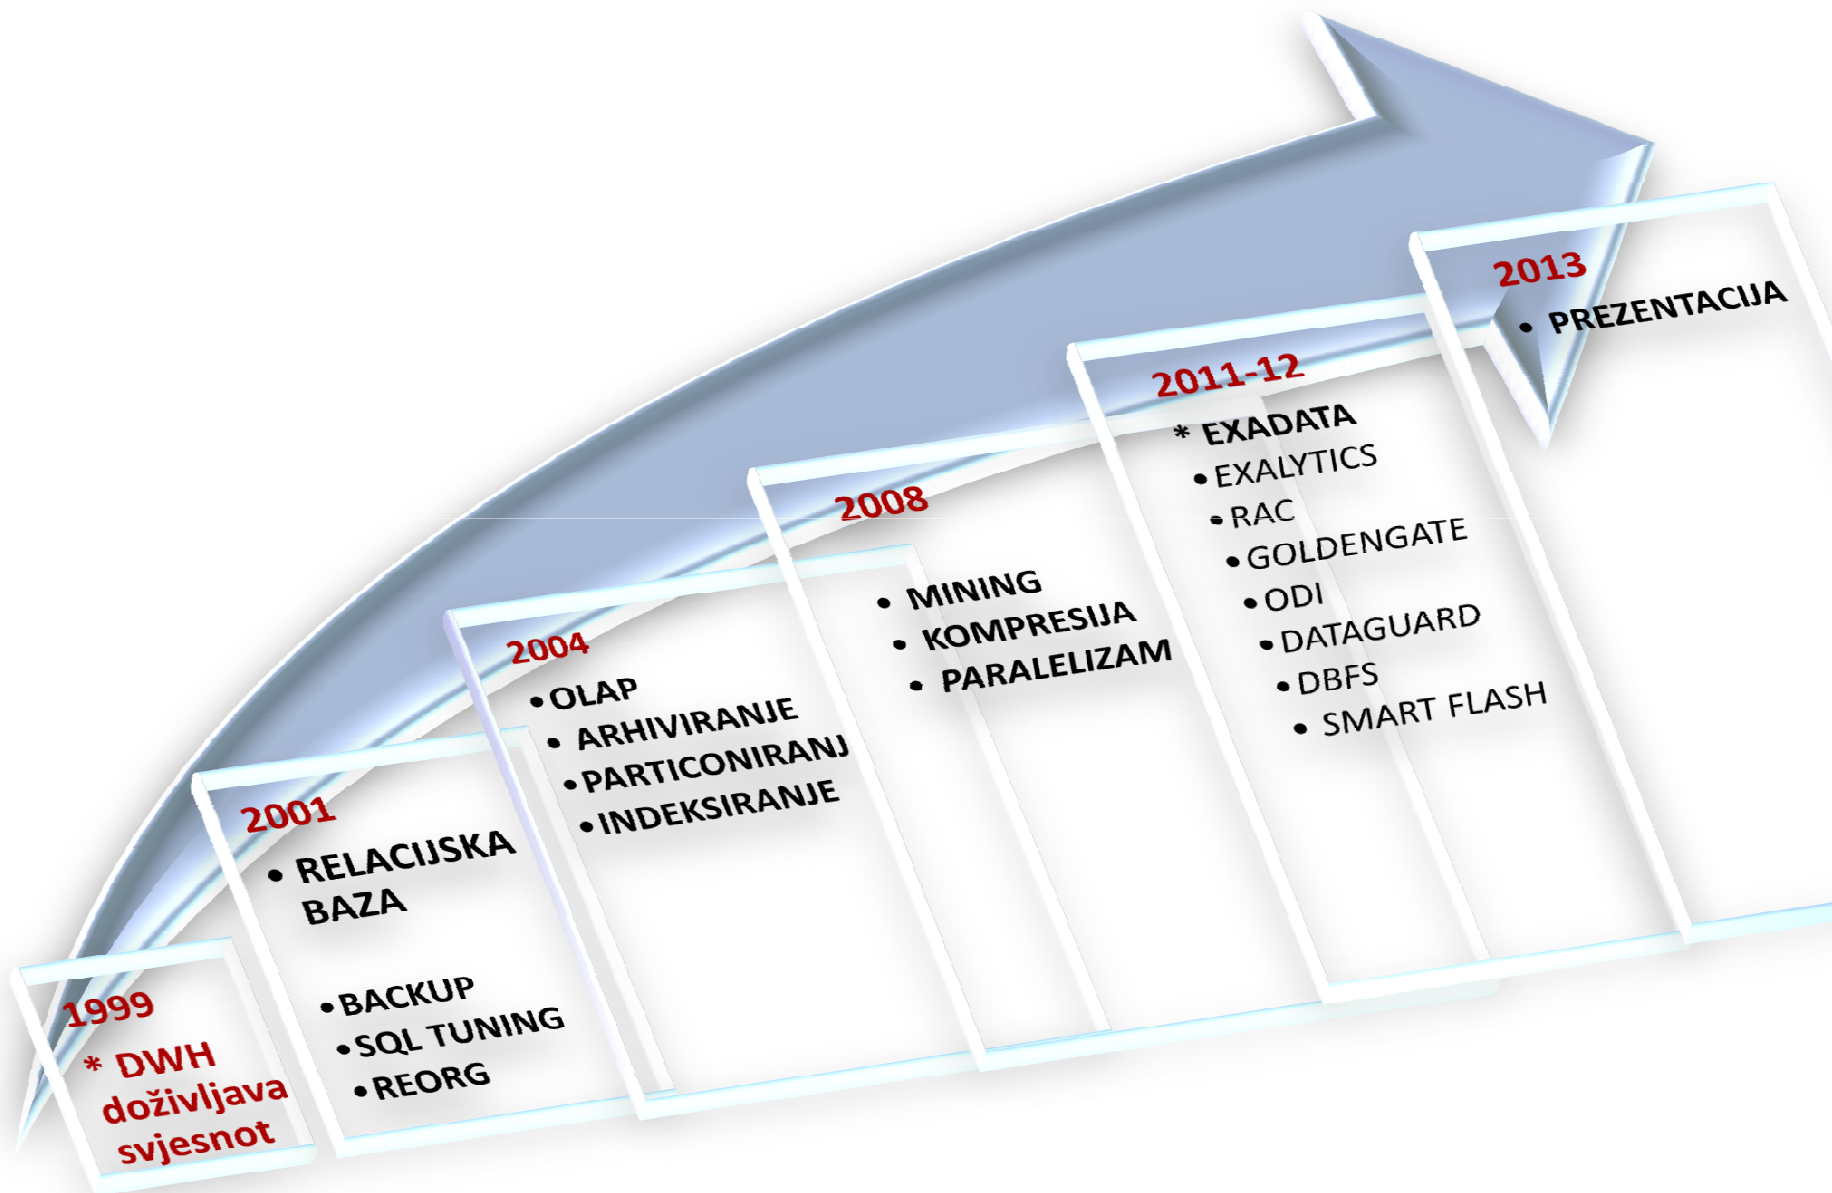 1999
* DWH
doživljava
svjesnot
2001
• RELACIJSKA
BAZA
• BACKUP
• SQL TUNING
• REORG
2004
• OLAP
• ARHIVIRANJE
• PARTICONIRANJ
• INDEKSIRANJE
2008
• MINING
• KOMPRESIJA
• PARALELIZAM
2011-12
* EXADATA
• EXALYTICS
• RAC
• GOLDENGATE
• ODI
• DATAGUARD
• DBFS
• SMART FLASH
2013
• PREZENTACIJA